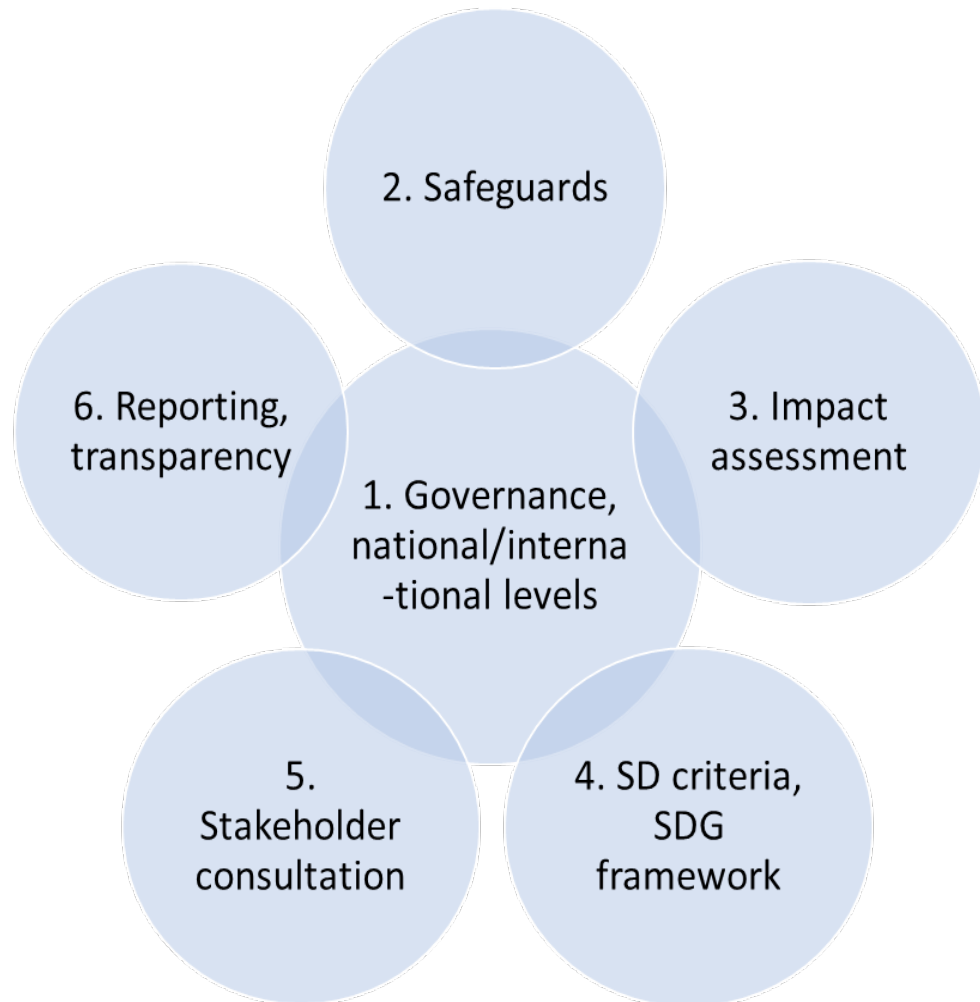 2. Safeguards
6. Reporting,
transparency
3. Impact
assessment
1. Governance,
national/interna
-tional levels
5.
Stakeholder
consultation
4. SD criteria,
SDG
framework